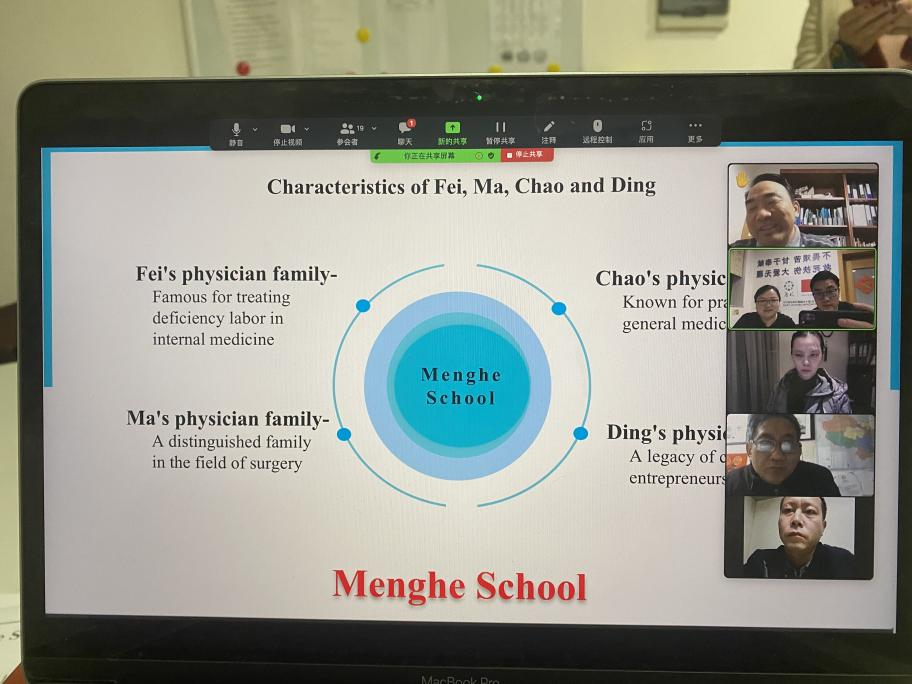 静音
停止视频
参会者
19
聊天
1
新的共享
暂停共享
注释
远程控制
应用
更多
你正在共享屏幕
停止共享
Characteristics of Fei, Ma, Chao and Ding
Fei's physician family-
Famous for treating
deficiency labor in
internal medicine
Chao's physic
Known for pra
general medic
Menghe
School
Ma's physician family-
A distinguished family
in the field of surgery
Ding's physi
A legacy of c
entrepreneurs
Menghe School
MacBook Pro